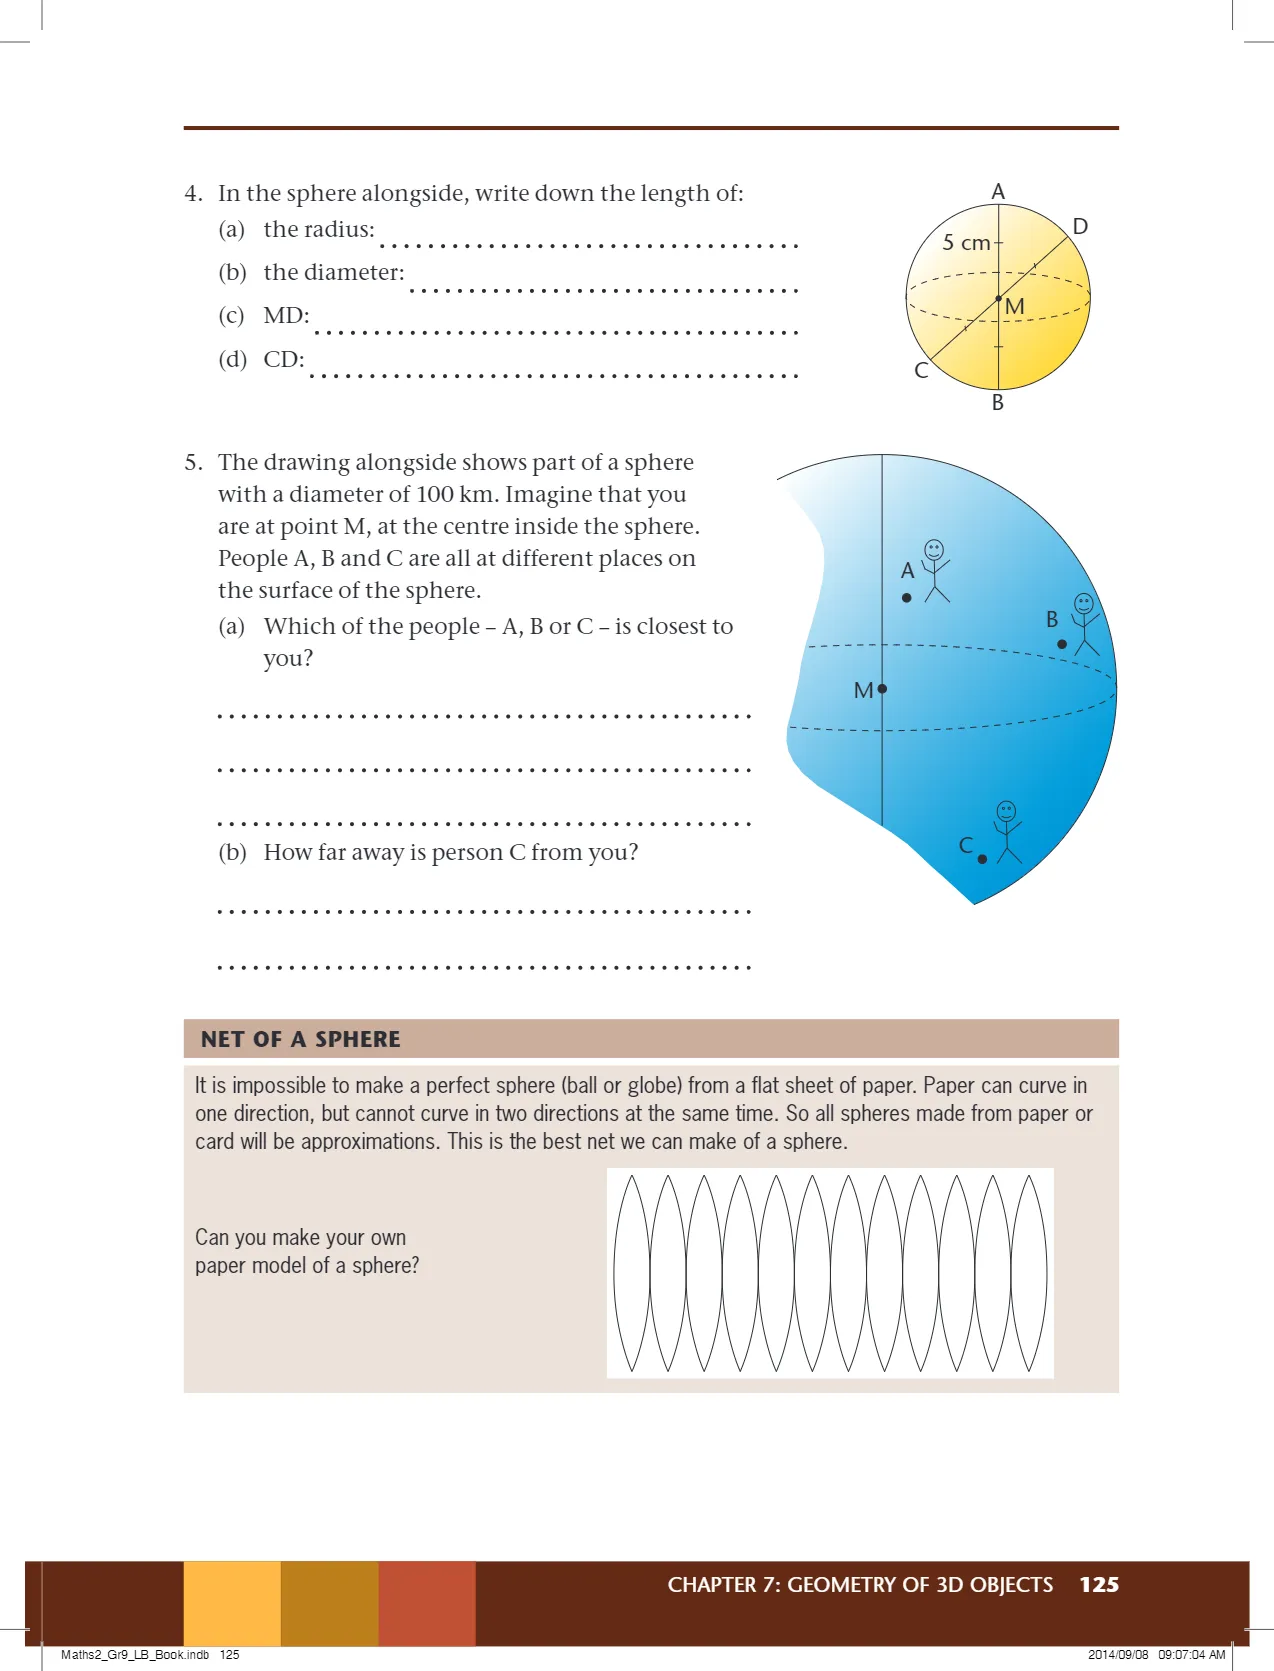 4. In the sphere alongside, write down the length of:
(a) the radius:
(b) the diameter:
(c) MD:
(d) CD:
A
D
5 cm
M
C
B
5. The drawing alongside shows part of a sphere
with a diameter of 100 km. Imagine that you
are at point M, at the centre inside the sphere.
People A, B and C are all at different places on
the surface of the sphere.
(a) Which of the people – A, B or C – is closest to
you?
(b) How far away is person C from you?
A
B
M
C
NET OF A SPHERE
It is impossible to make a perfect sphere (ball or globe) from a flat sheet of paper. Paper can curve in
one direction, but cannot curve in two directions at the same time. So all spheres made from paper or
card will be approximations. This is the best net we can make of a sphere.
Can you make your own
paper model of a sphere?
CHAPTER 7: GEOMETRY OF 3D OBJECTS 125
Maths2_Gr9_LB_Book.indb 125
2014/09/08 09:07:04 AM